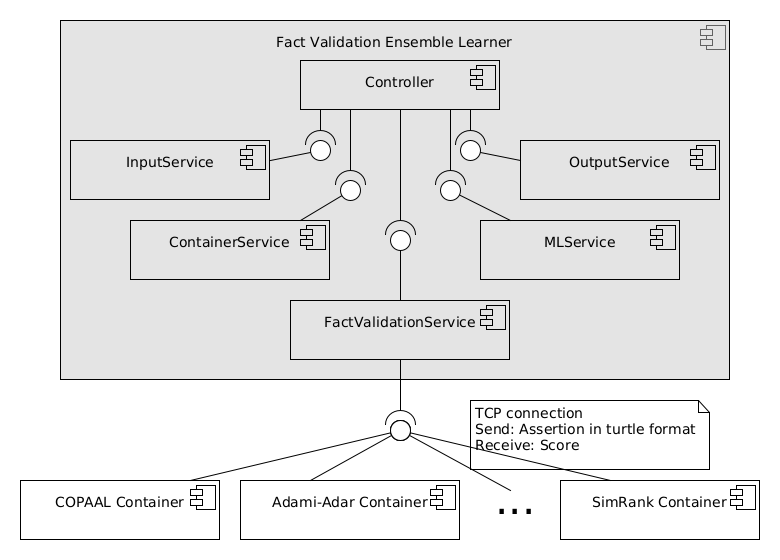 Fact Validation Ensemble Learner
Controller
InputService
OutputService
ContainerService
MLService
FactValidationService
TCP connection
Send: Assertion in turtle format
Receive: Score
COPAAL Container
Adami-Adar Container
...
SimRank Container